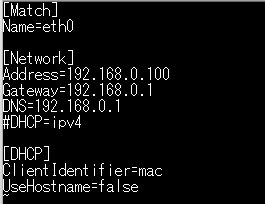 [Match]
Name=eth0

[Network]
Address=192.168.0.100
Gateway=192.168.0.1
DNS=192.168.0.1
#DHCP=ipv4

[DHCP]
ClientIdentifier=mac
UseHostname=false
~